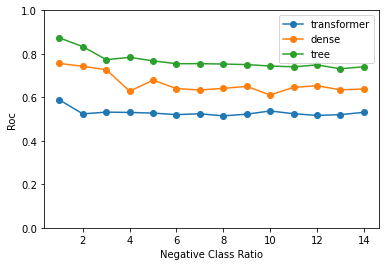 transformer
dense
tree
1.0
0.8
0.6
0.4
0.2
0.0
Roc
2 4 6 8 10 12 14
Negative Class Ratio